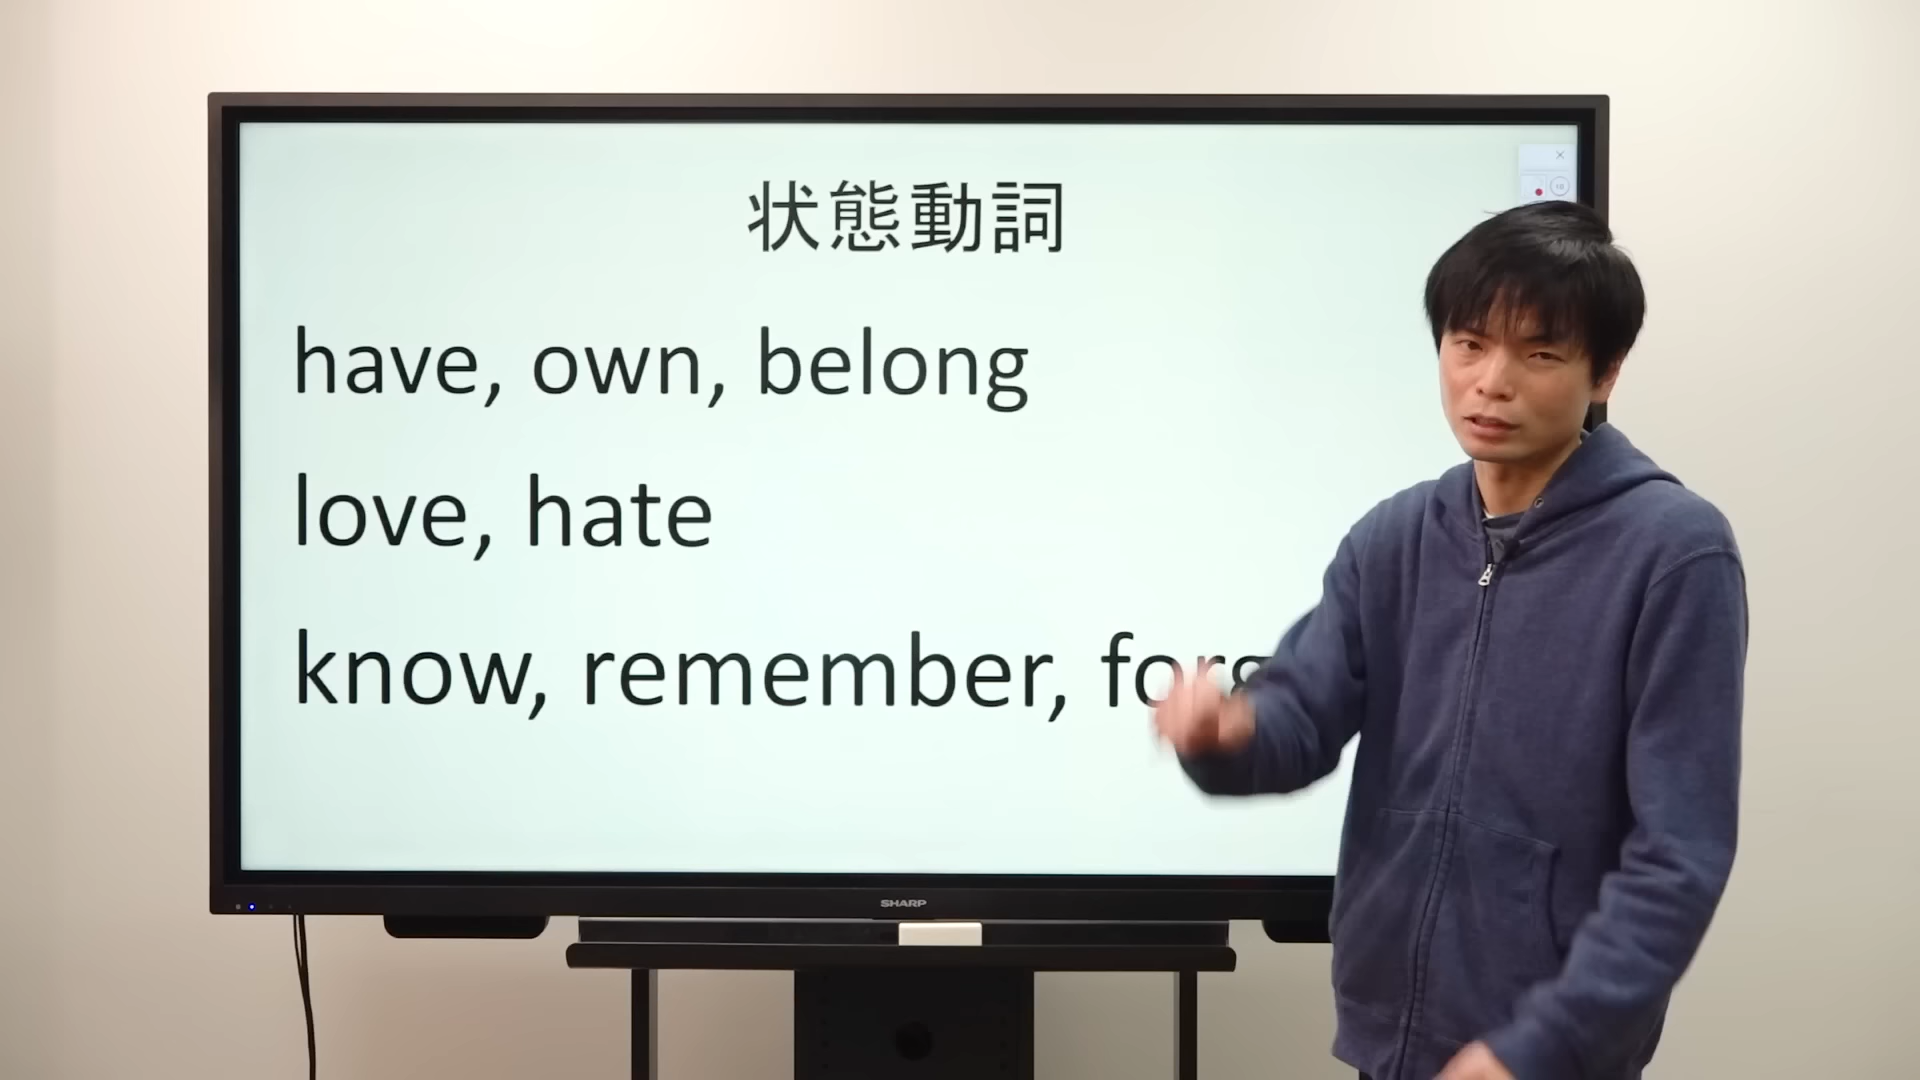 状態動詞
have, own, belong
love, hate
know, remember,
SHARP